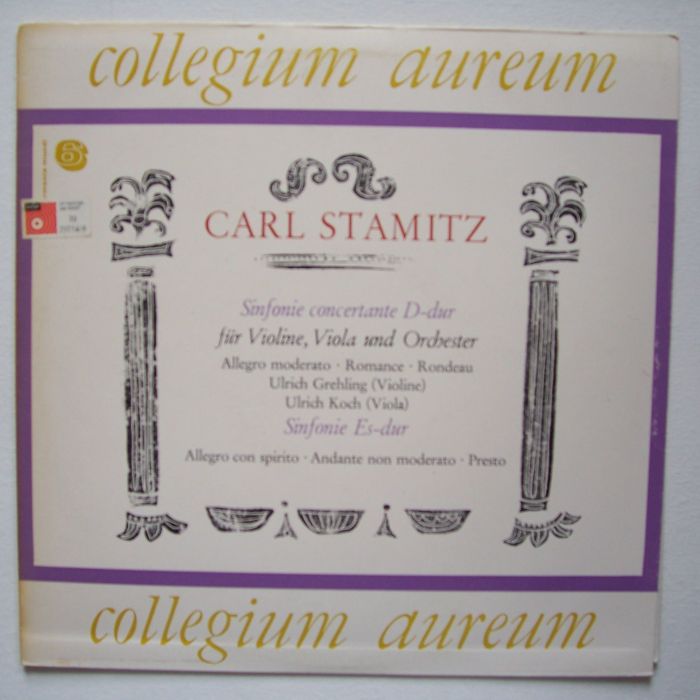 collegium aureum
CARL STAMITZ
Sinfonie concertante D-dur
für Violine, Viola und Orchester
Allegro moderato · Romance · Rondeau
Ulrich Grehling (Violine)
Ulrich Koch (Viola)
Sinfonie Es-dur
Allegro con spirito · Andante non moderato · Presto
collegium aureum